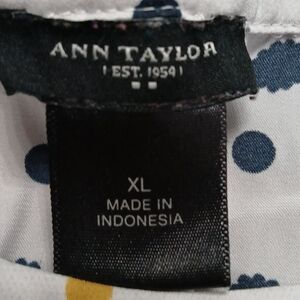 ANN TAYLOR
EST. 1954
XL
MADE IN
INDONESIA